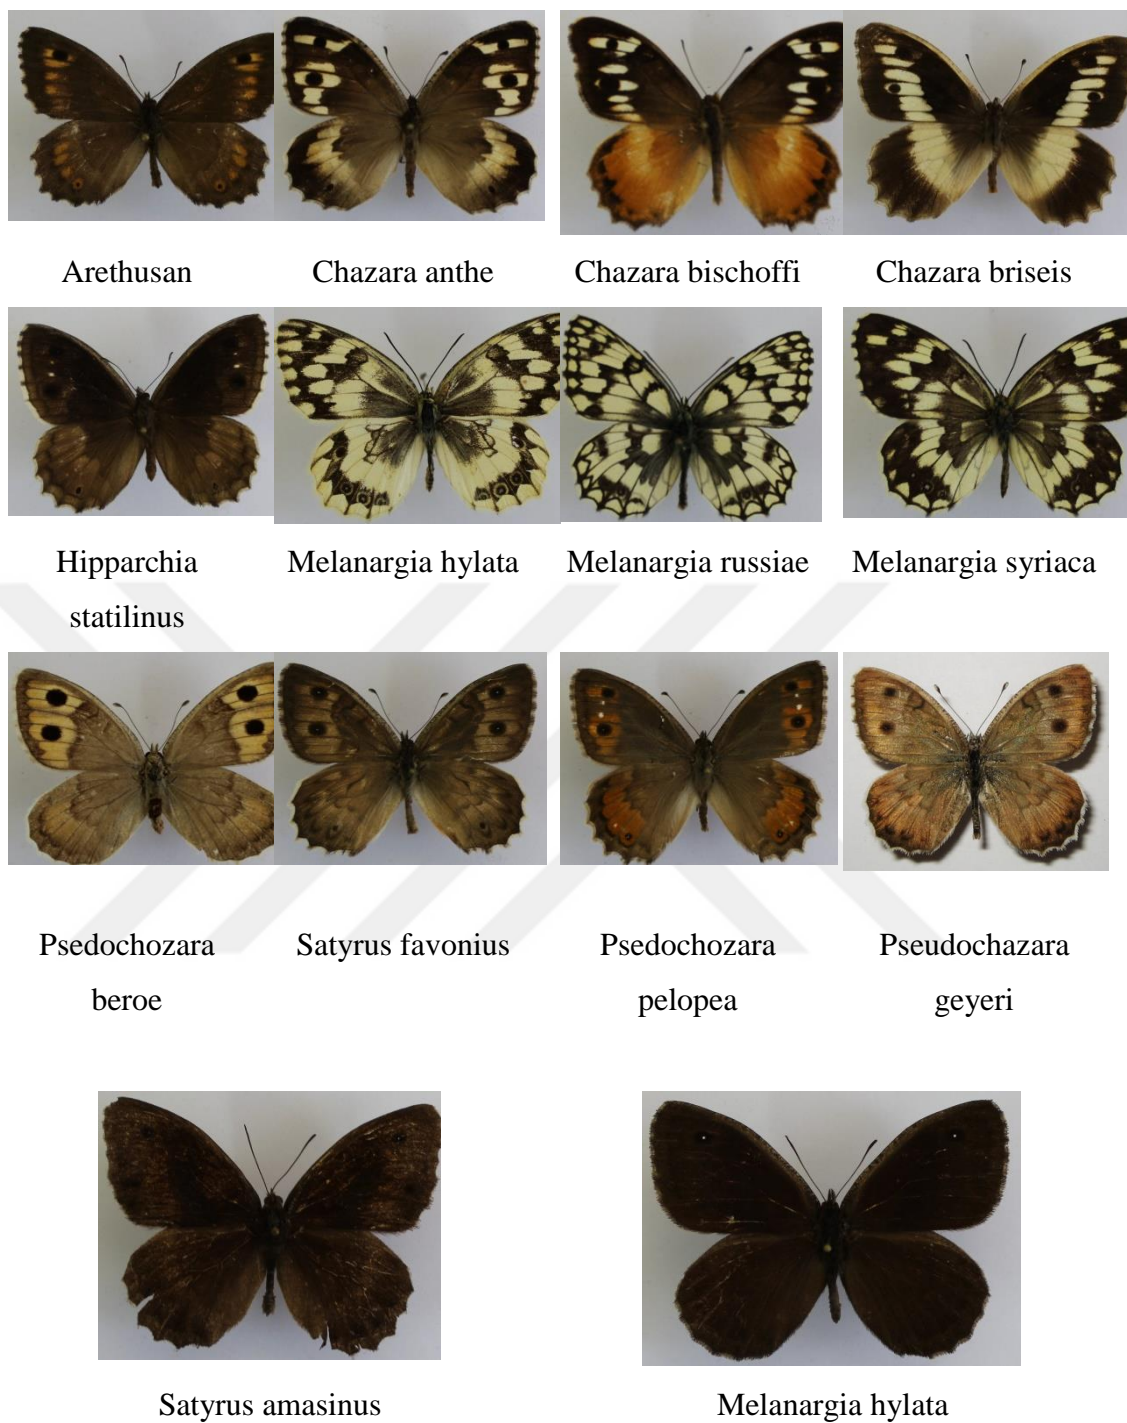 Arethusan Chazara anthe Chazara bischoffi Chazara briseis
Hipparchia Melanargia hylata Melanargia russiae Melanargia syriaca
statilinus
Psedochozara Satyrus favonius Psedochozara Pseudochazara
beroe pelopea geyeri
Satyrus amasinus Melanargia hylata